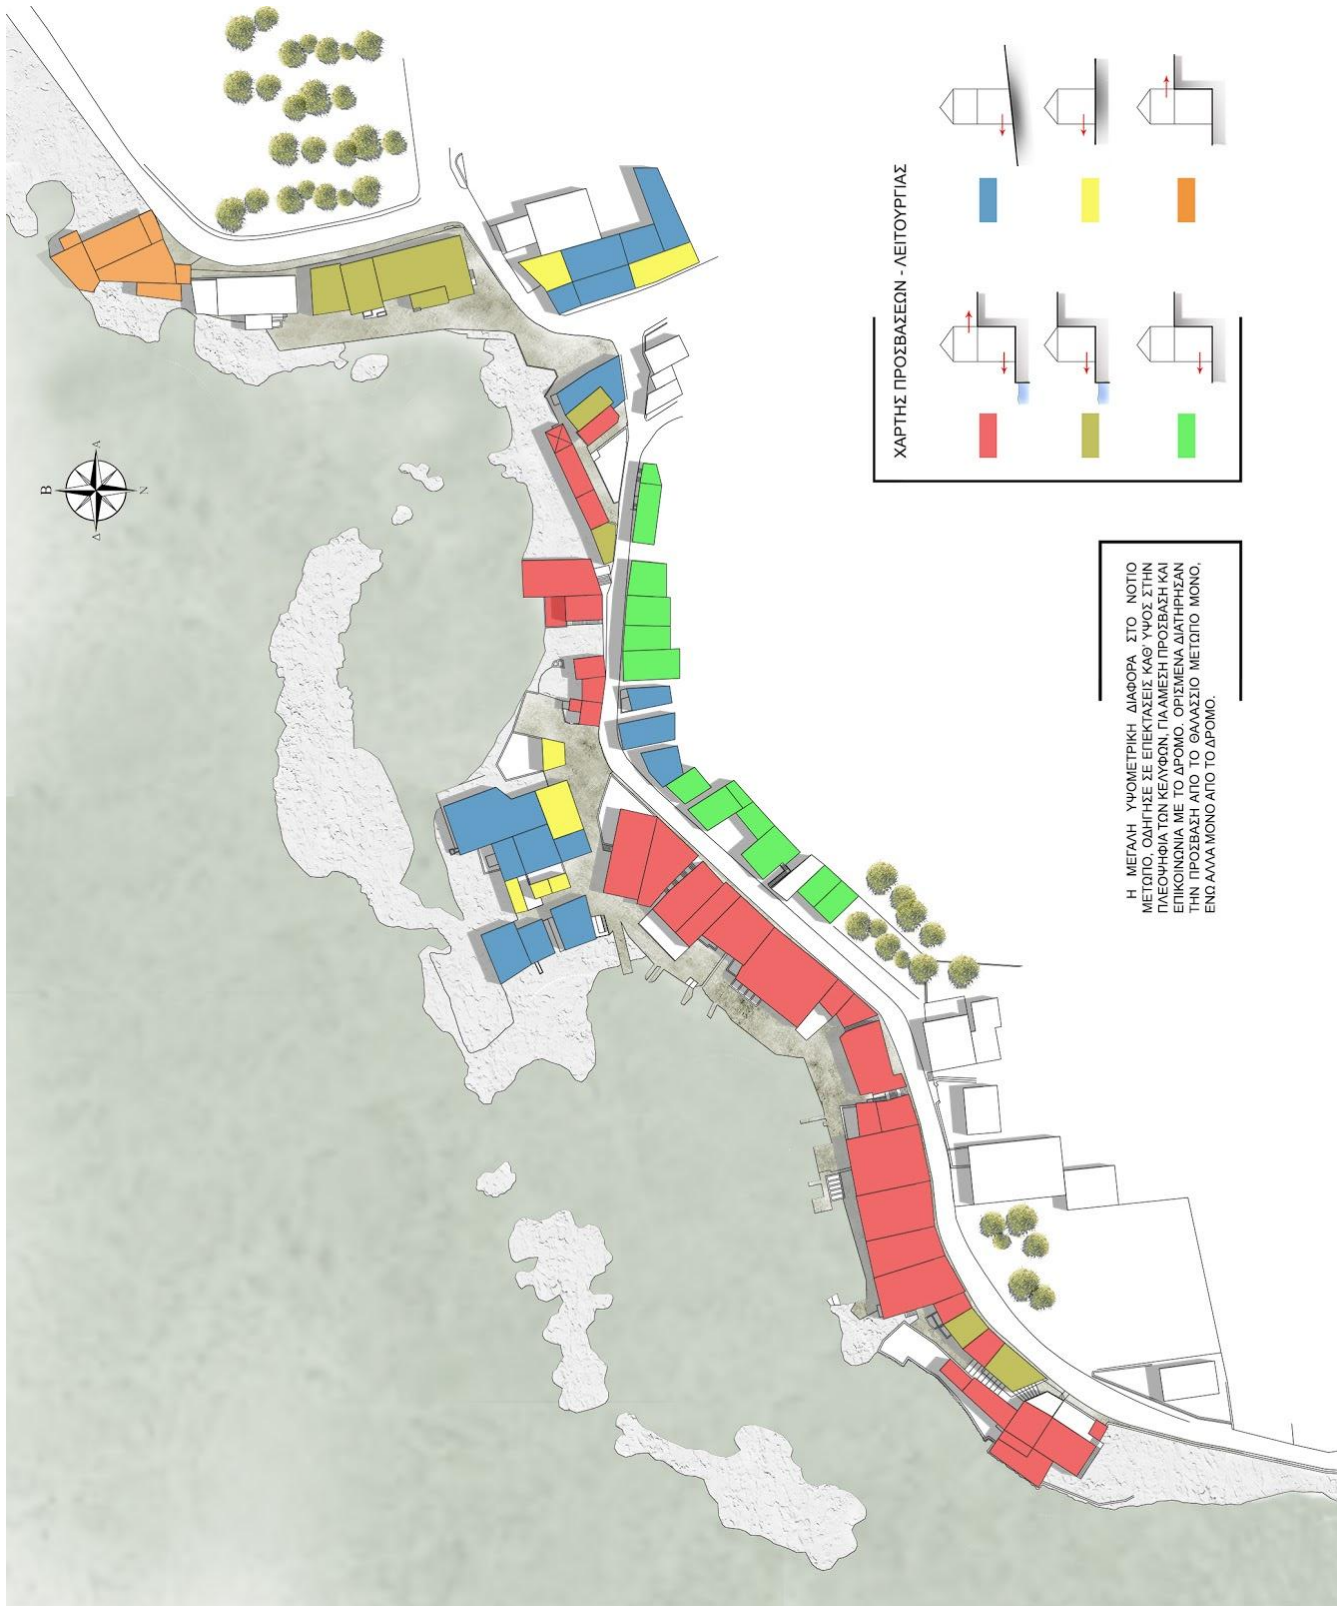 ΧΑΡΤΗΣ ΠΡΟΣΒΑΣΕΩΝ - ΛΕΙΤΟΥΡΓΙΑΣ
Η ΜΕΓΑΛΗ ΥΨΟΜΕΤΡΙΚΗ ΔΙΑΦΟΡΑ ΣΤΟ ΝΟΤΙΟ
ΜΕΤΩΠΟ, ΟΔΗΓΗΣΕ ΣΕ ΕΠΕΚΤΑΣΕΙΣ ΚΑΘ' ΥΨΟΣ ΣΤΗΝ
ΠΛΕΟΨΗΦΙΑ ΤΩΝ ΚΕΛΥΦΩΝ, ΓΙΑ ΑΜΕΣΗ ΠΡΟΣΒΑΣΗ ΚΑΙ
ΕΠΙΚΟΙΝΩΝΙΑ ΜΕ ΤΟ ΔΡΟΜΟ. ΟΡΙΣΜΕΝΑ ΔΙΑΤΗΡΗΣΑΝ
ΤΗΝ ΠΡΟΣΒΑΣΗ ΑΠΟ ΤΟ ΘΑΛΑΣΣΙΟ ΜΕΤΩΠΟ ΜΟΝΟ,
ΕΝΩ ΑΛΛΑ ΜΟΝΟ ΑΠΟ ΤΟ ΔΡΟΜΟ.
Β
Α
Ν
Δ